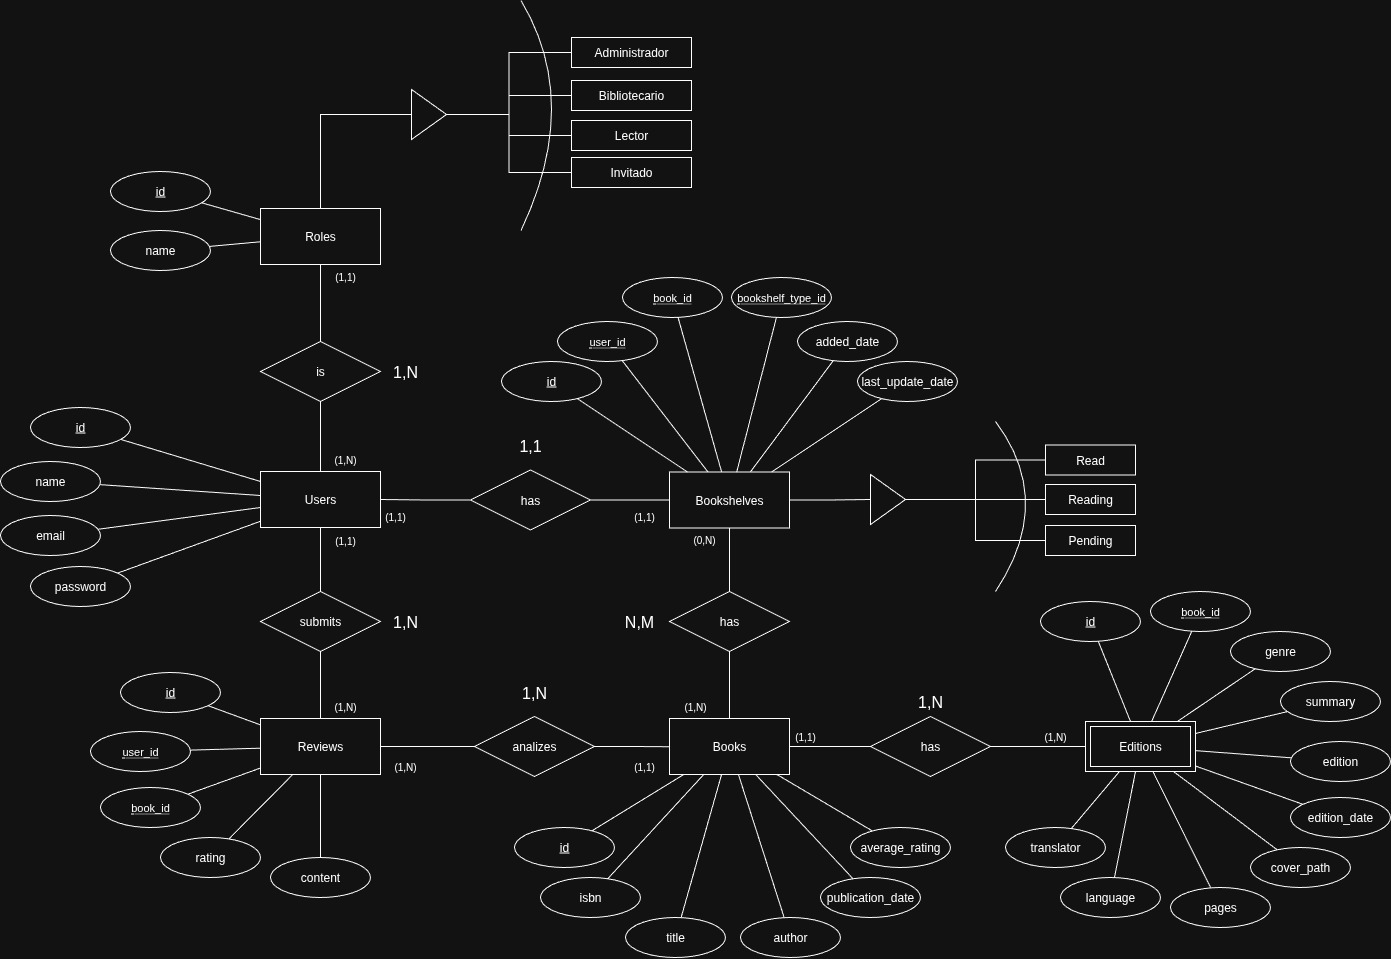 Administrador
Bibliotecario
Lector
Invitado
id
name
Roles
(1,1)
is
1,N
(1,N)
id
name
email
password
Users
(1,1)
(1,1)
1,1
has
(1,1)
book_id
bookshelf_type_id
user_id
added_date
id
last_update_date
Bookshelves
(0,N)
Read
Reading
Pending
submits
1,N
(1,N)
N,M
has
(1,N)
id
user_id
book_id
rating
content
Reviews
(1,N)
1,N
analizes
(1,1)
Books
(1,1)
1,N
has
(1,N)
id
isbn
title
author
publication_date
average_rating
Editions
id
book_id
genre
summary
edition
edition_date
cover_path
pages
language
translator